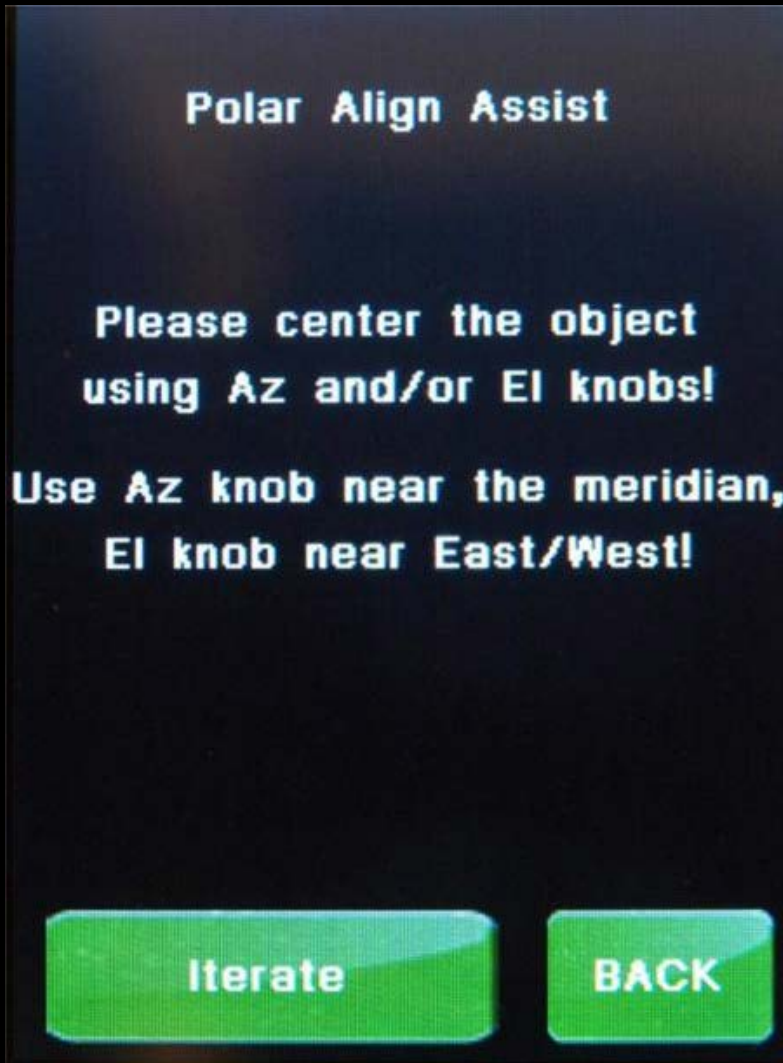 Polar Align Assist
Please center the object
using Az and/or El knobs!
Use Az knob near the meridian,
El knob near East/West!
Iterate
BACK